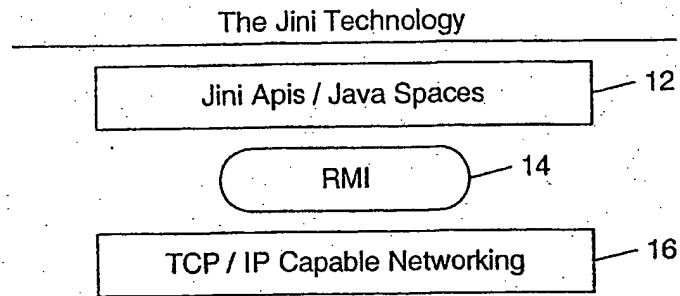 The Jini Technology
Jini Apis / Java Spaces
12
RMI
14
TCP / IP Capable Networking
16